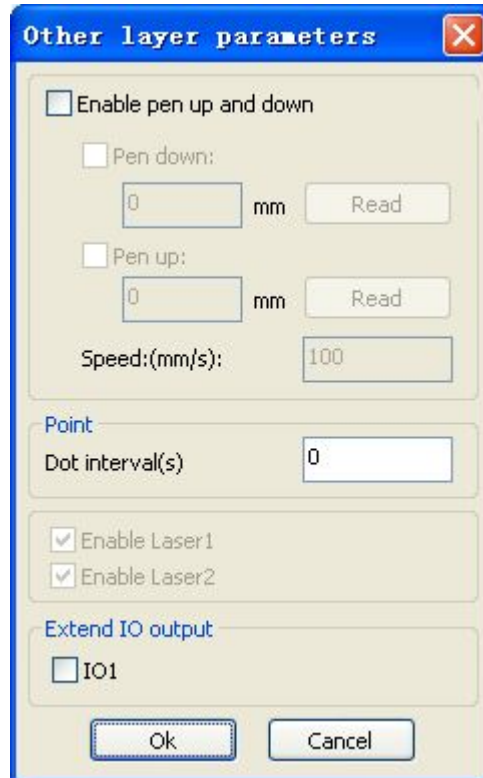 Other layer parameters
Enable pen up and down
Pen down:
0 mm Read
Pen up:
0 mm Read
Speed:(mm/s): 100
Point
Dot interval(s) 0
Enable Laser1
Enable Laser2
Extend IO output
IO1
Ok Cancel